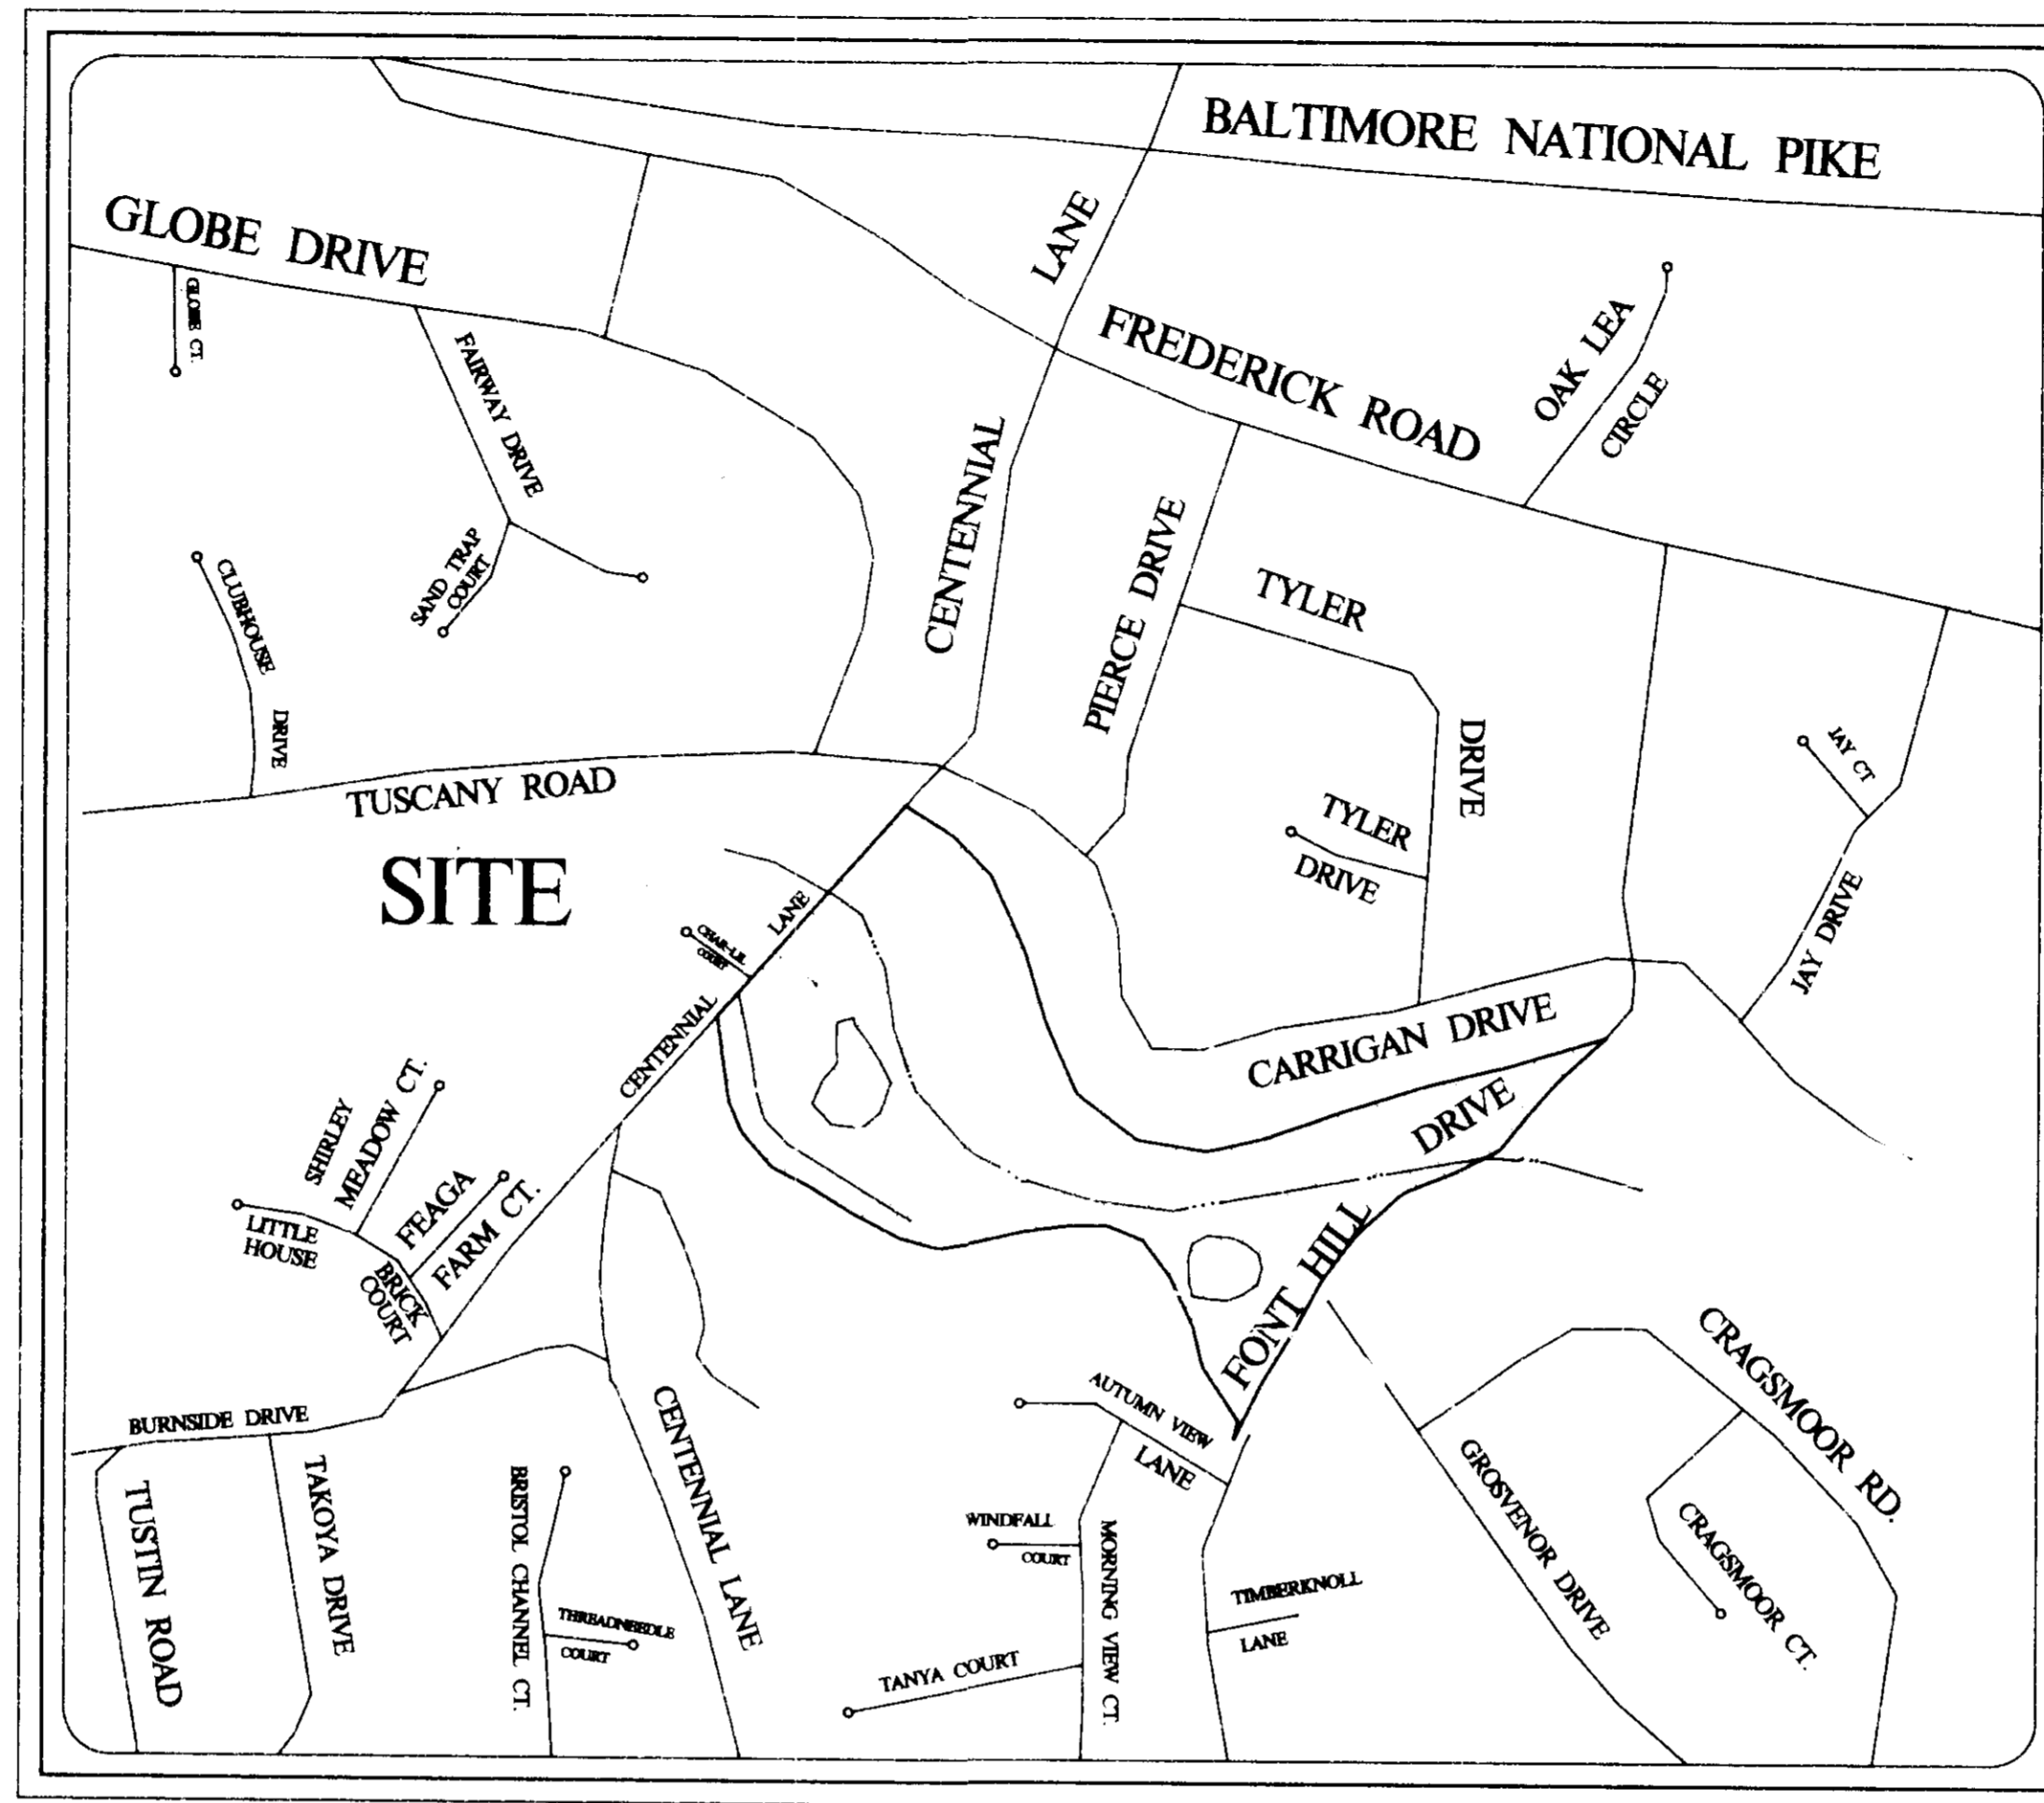 BALTIMORE NATIONAL PIKE
GLOBE DRIVE
LANE
GLOBE CT.
FAIRWAY DRIVE
FREDERICK ROAD
OAK LEA
CIRCLE
CENTENNIAL
PIERCE DRIVE
SAND TRAP
COURT
CLUBHOUSE
DRIVE
TYLER
DRIVE
JAY CT
TUSCANY ROAD
TYLER
DRIVE
SITE
LANE
CHAR-LIL
COURT
JAY DRIVE
CENTENNIAL
CARRIGAN DRIVE
SHIRLEY
MEADOW CT.
DRIVE
FEAGA
FARM CT.
LITTLE
HOUSE
BRICK
COURT
FONT HILL
CRAGSMOOR RD.
BURNSIDE DRIVE
AUTUMN VIEW
LANE
TUSTIN ROAD
TAKOYA DRIVE
BRISTOL CHANNEL CT.
CENTENNIAL LANE
GROSVENOR DRIVE
CRAGSMOOR CT.
WINDFALL
COURT
MORNING VIEW CT.
THREADNEEDLE
COURT
TIMBERKNOLL
LANE
TANYA COURT